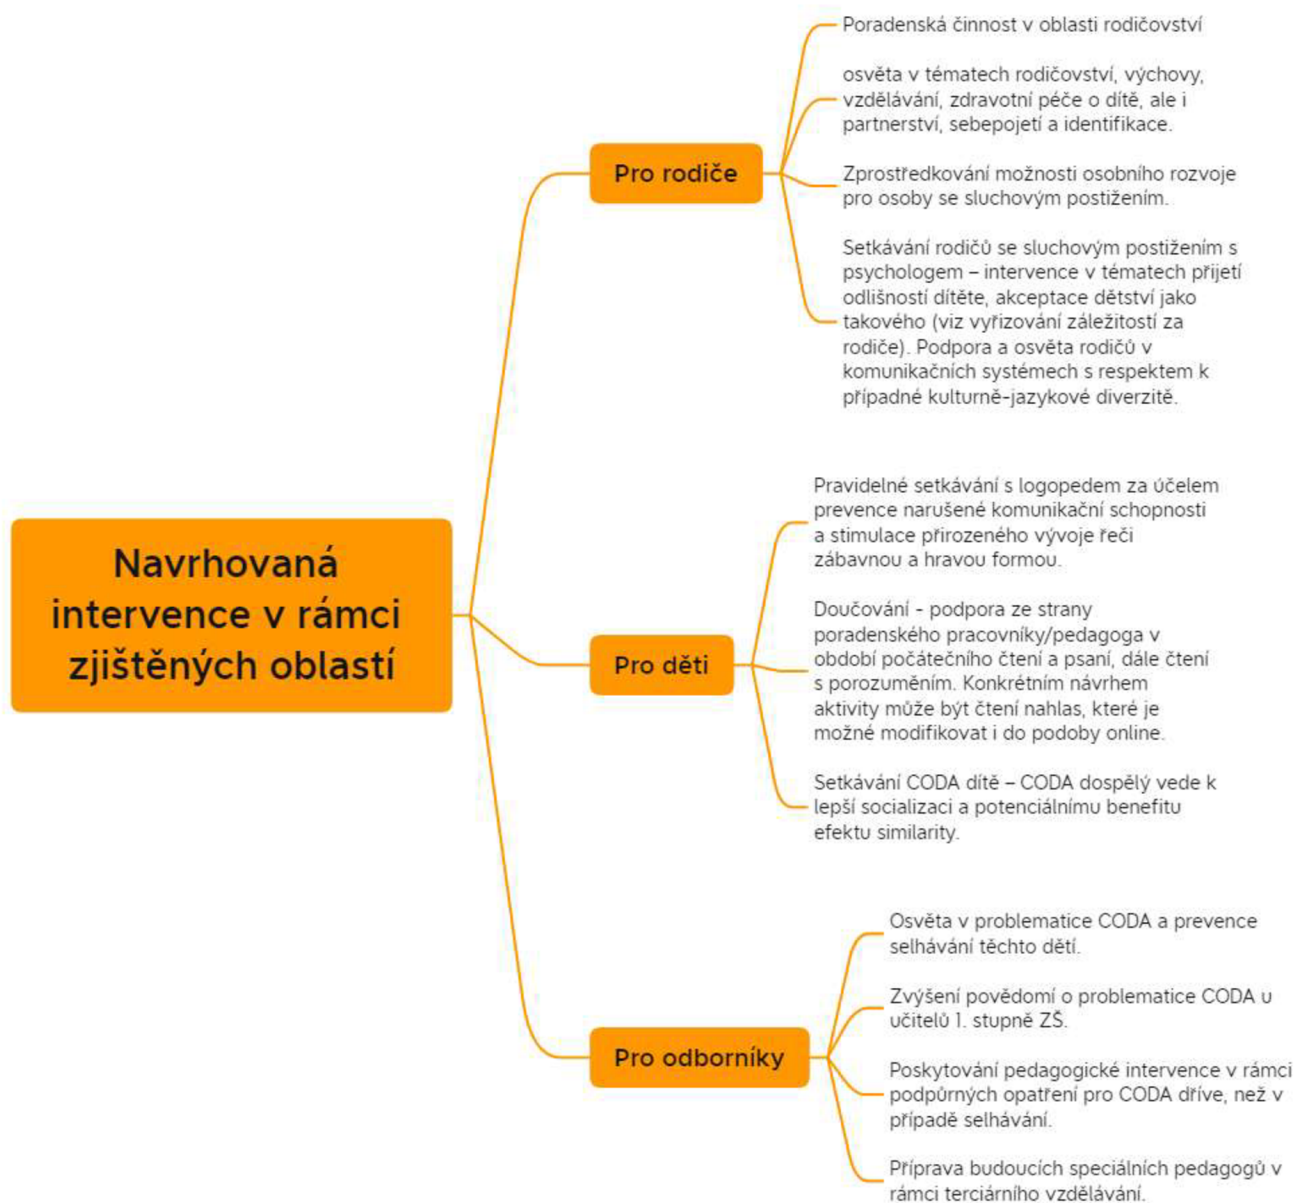 Navrhovaná
intervence v rámci
zjištěných oblastí
Pro rodiče
Poradenská činnost v oblasti rodičovství
osvěta v tématech rodičovství, výchovy,
vzdělávání, zdravotní péče o dítě, ale i
partnerství, sebepojetí a identifikace.
Zprostředkování možnosti osobního rozvoje
pro osoby se sluchovým postižením.
Setkávání rodičů se sluchovým postižením s
psychologem – intervence v tématech přijetí
odlišností dítěte, akceptace dětství jako
takového (viz vyřizování záležitostí za
rodiče). Podpora a osvěta rodičů v
komunikačních systémech s respektem k
případné kulturně-jazykové diverzitě.
Pro děti
Pravidelné setkávání s logopedem za účelem
prevence narušené komunikační schopnosti
a stimulace přirozeného vývoje řeči
zábavnou a hravou formou.
Doučování - podpora ze strany
poradenského pracovníky/pedagoga v
období počátečního čtení a psaní, dále čtení
s porozuměním. Konkrétním návrhem
aktivity může být čtení nahlas, které je
možné modifikovat i do podoby online.
Setkávání CODA dítě – CODA dospělý vede k
lepší socializaci a potenciálnímu benefitu
efektu similarity.
Pro odborníky
Osvěta v problematice CODA a prevence
selhávání těchto dětí.
Zvýšení povědomí o problematice CODA u
učitelů 1. stupně ZŠ.
Poskytování pedagogické intervence v rámci
podpůrných opatření pro CODA dříve, než v
případě selhávání.
Příprava budoucích speciálních pedagogů v
rámci terciárního vzdělávání.